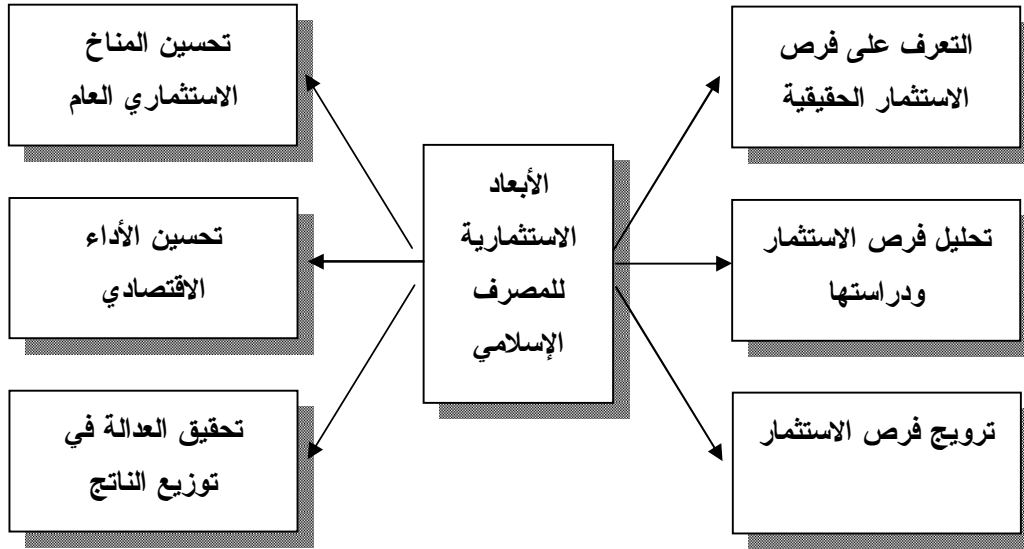 التعرف على فرص
الاستثمار الحقيقية
تحسين المناخ
الاستثماري العام
الأبعاد
الاستثمارية
للمصرف
الإسلامي
تحليل فرص الاستثمار
ودراستها
تحسين الأداء
الاقتصادي
ترويج فرص الاستثمار
تحقيق العدالة في
توزيع الناتج